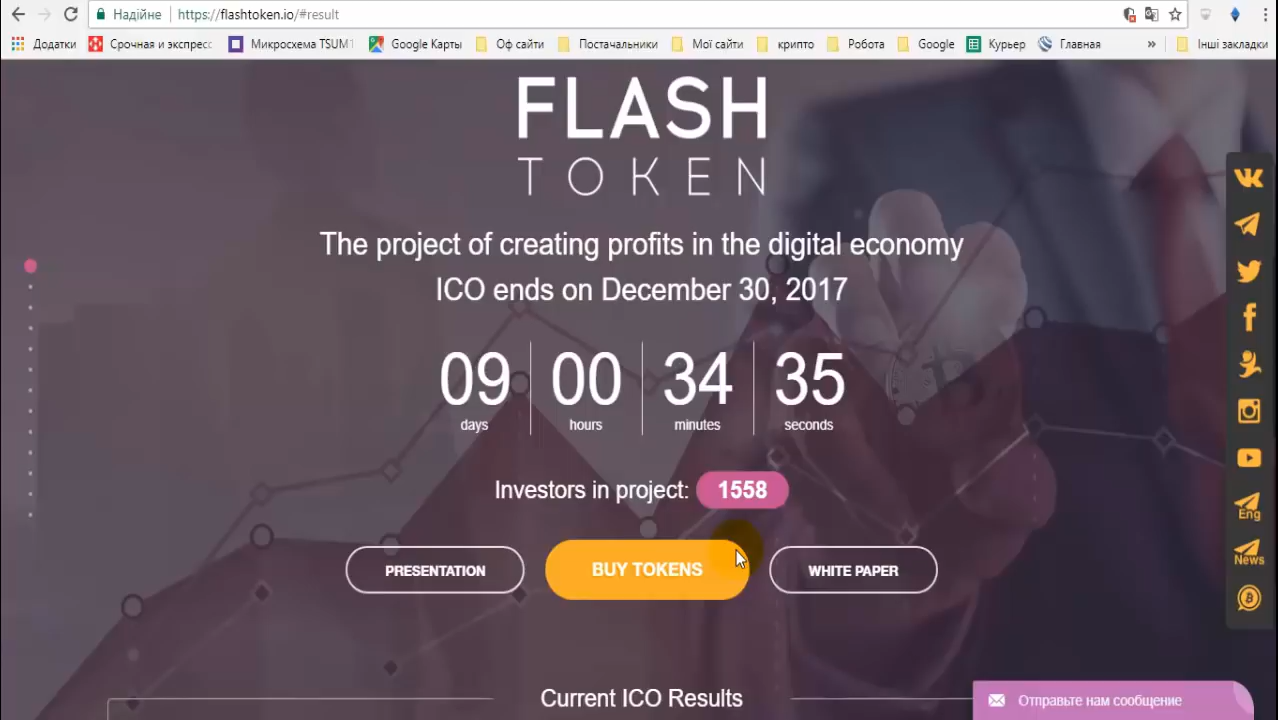 Надійне
https://flashtoken.io/#result
Додатки
Срочная и экспресс
Микросхема TSUM1
Google Карты
Оф сайти
Постачальники
Мої сайти
крипто
Робота
Google
Курьер
Главная
»
Інші закладки
FLASH
TOKEN
The project of creating profits in the digital economy
ICO ends on December 30, 2017
09 00 34 35
days hours minutes seconds
Investors in project: 1558
PRESENTATION
BUY TOKENS
WHITE PAPER
Eng
News
Current ICO Results
Отправьте нам сообщение